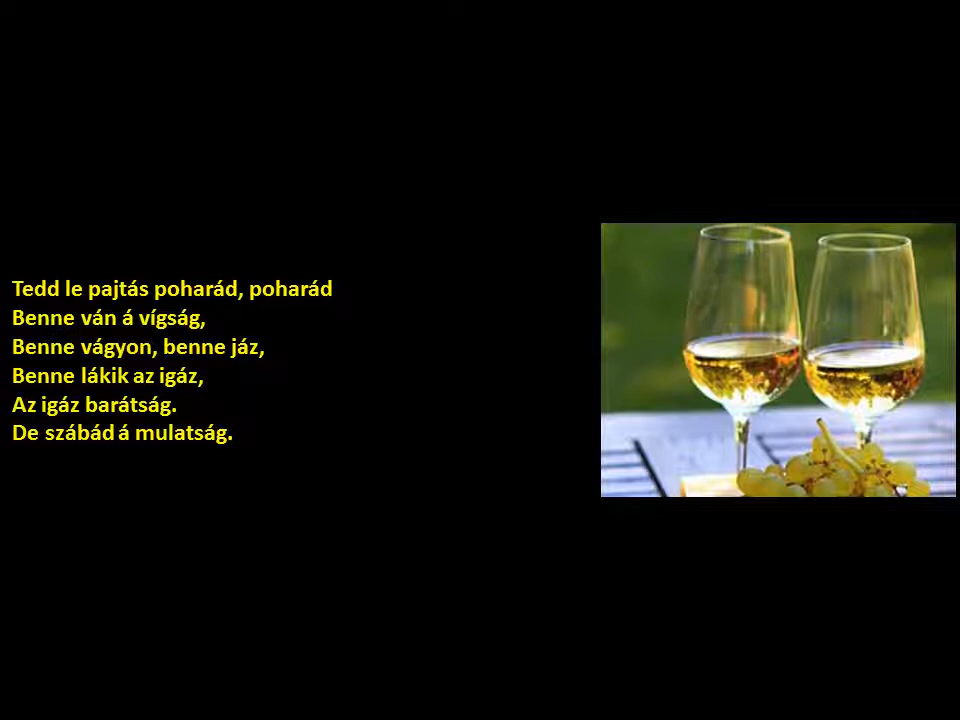 Tedd le pajtás poharád, poharád
Benne ván á vígság,
Benne vágyon, benne jáz,
Benne lákik az igáz,
Az igáz barátság.
De szábád á mulatság.